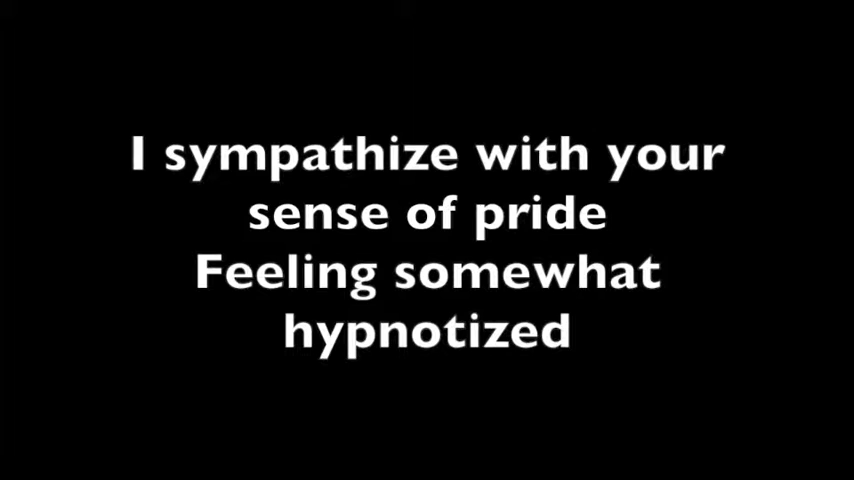 I sympathize with your
sense of pride
Feeling somewhat
hypnotized